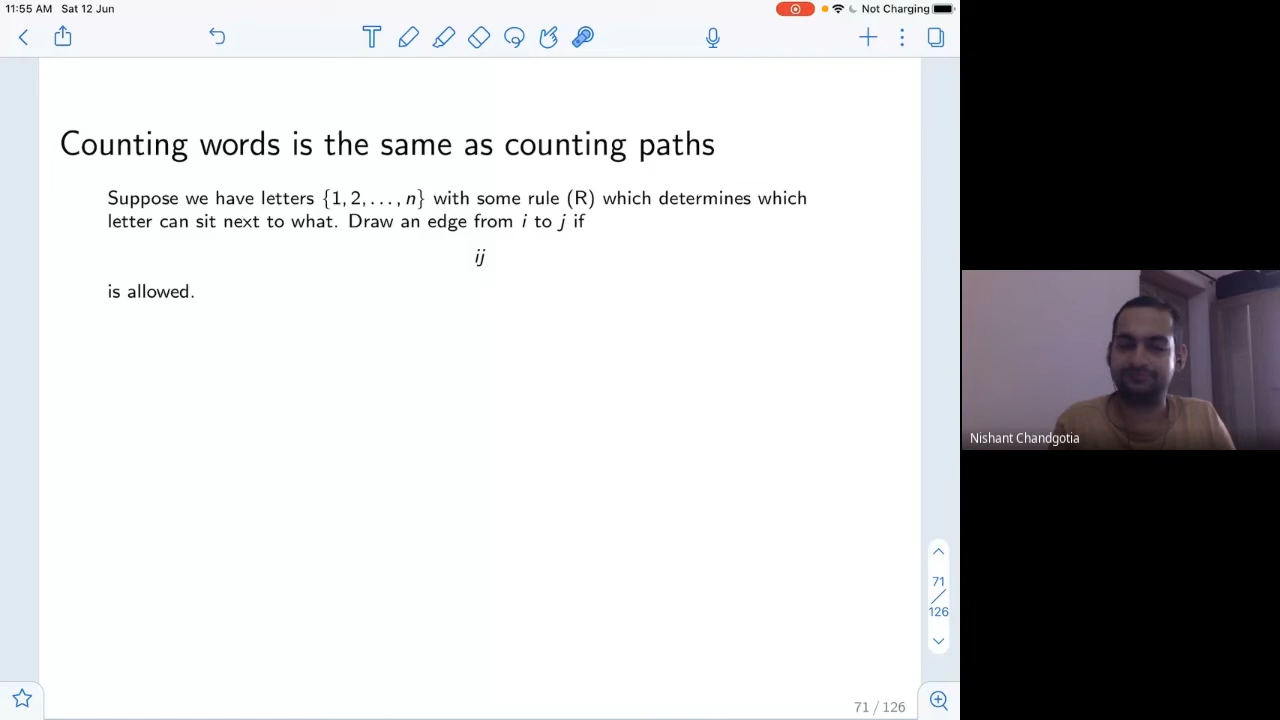 11:55 AM Sat 12 Jun
Not Charging
T
Counting words is the same as counting paths
Suppose we have letters {1, 2, . . . , n} with some rule (R) which determines which
letter can sit next to what. Draw an edge from i to j if
ij
is allowed.
Nishant Chandgotia
71
126
71 / 126